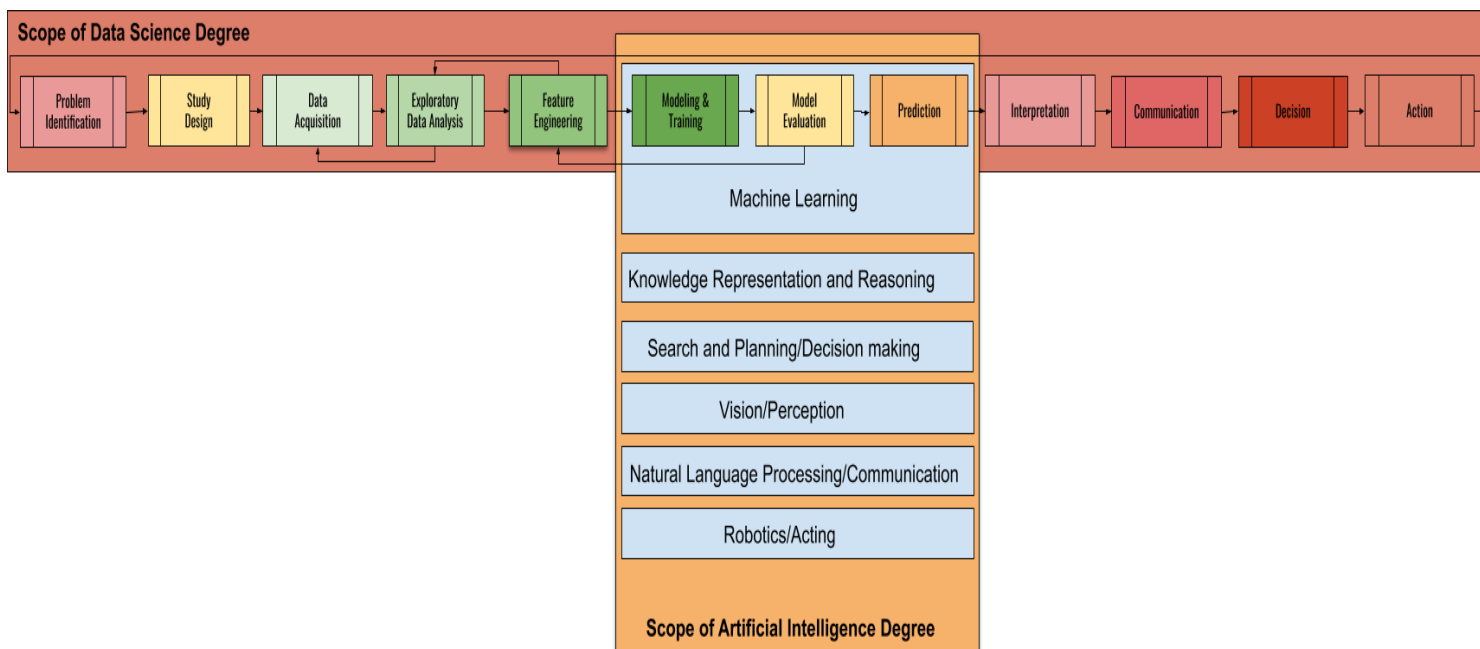 Scope of Data Science Degree
Problem
Identification
Study
Design
Data
Acquisition
Exploratory
Data Analysis
Feature
Engineering
Modeling &
Training
Model
Evaluation
Prediction
Interpretation
Communication
Decision
Action
Machine Learning
Knowledge Representation and Reasoning
Search and Planning/Decision making
Vision/Perception
Natural Language Processing/Communication
Robotics/Acting
Scope of Artificial Intelligence Degree